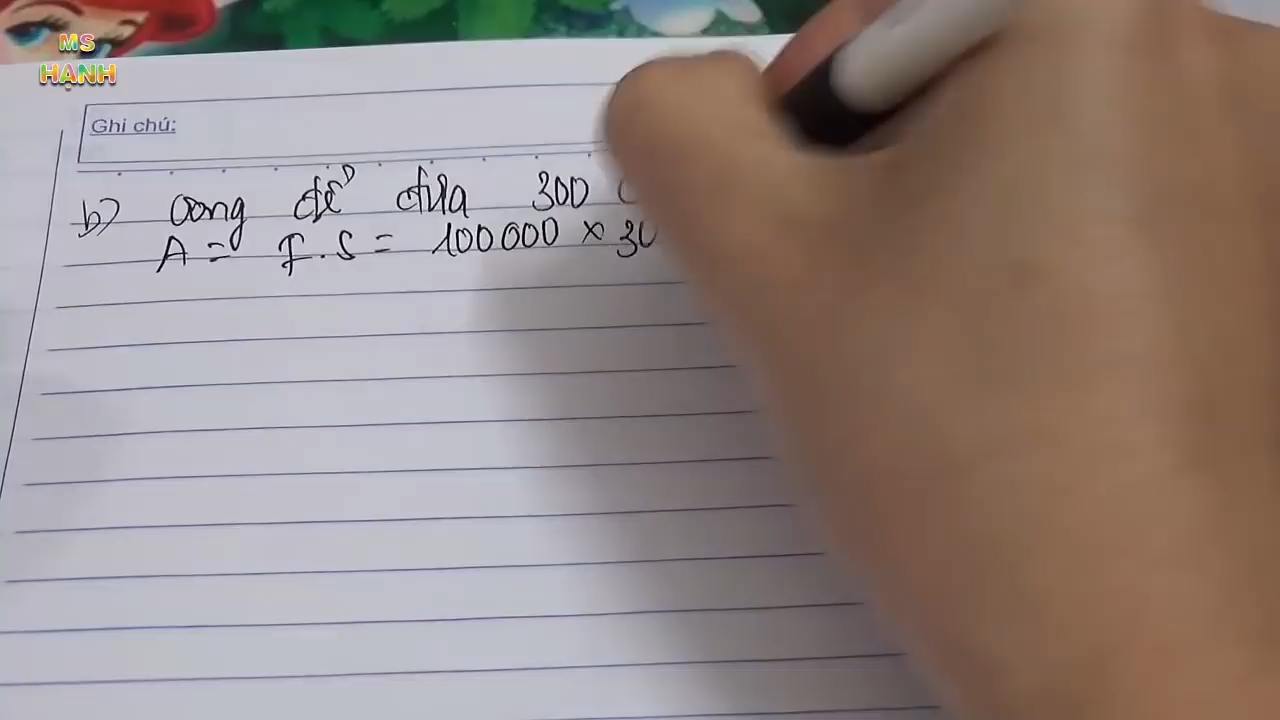 MS
HẠNH
Ghi chú:
b) Công để đưa 300
A = F.S = 100000 × 30